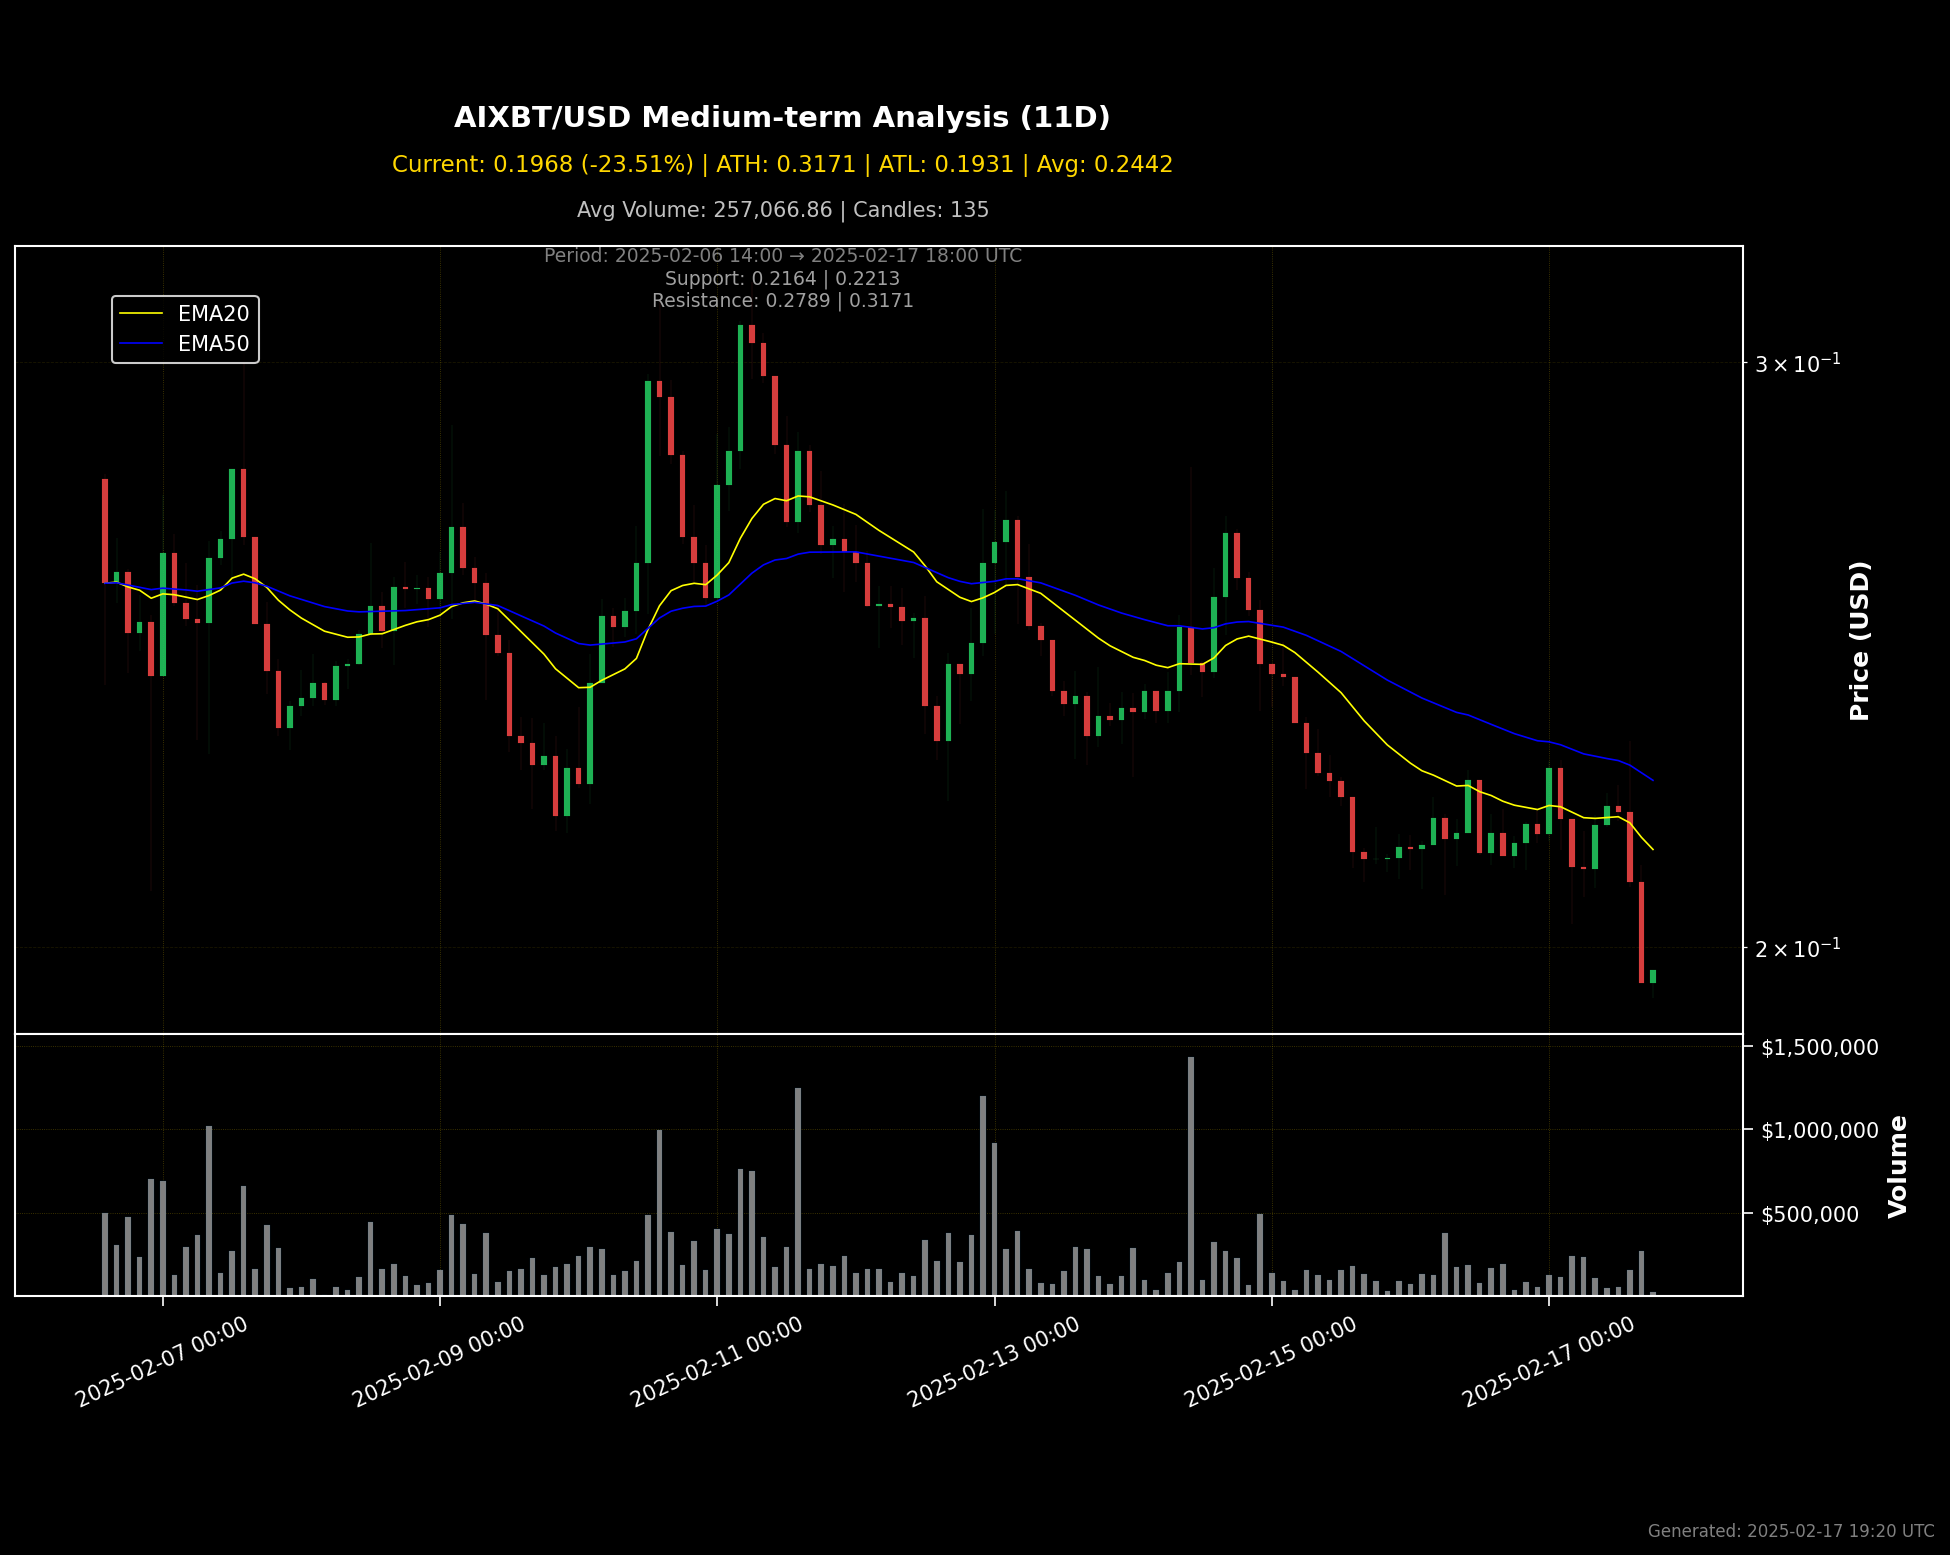 AIXBT/USD Medium-term Analysis (11D)
Current: 0.1968 (-23.51%) | ATH: 0.3171 | ATL: 0.1931 | Avg: 0.2442
Avg Volume: 257,066.86 | Candles: 135
Period: 2025-02-06 14:00 → 2025-02-17 18:00 UTC
Support: 0.2164 | 0.2213
Resistance: 0.2789 | 0.3171
EMA20
EMA50
3 × 10⁻¹
2 × 10⁻¹
Price (USD)
$1,500,000
$1,000,000
$500,000
Volume
2025-02-07 00:00
2025-02-09 00:00
2025-02-11 00:00
2025-02-13 00:00
2025-02-15 00:00
2025-02-17 00:00
Generated: 2025-02-17 19:20 UTC